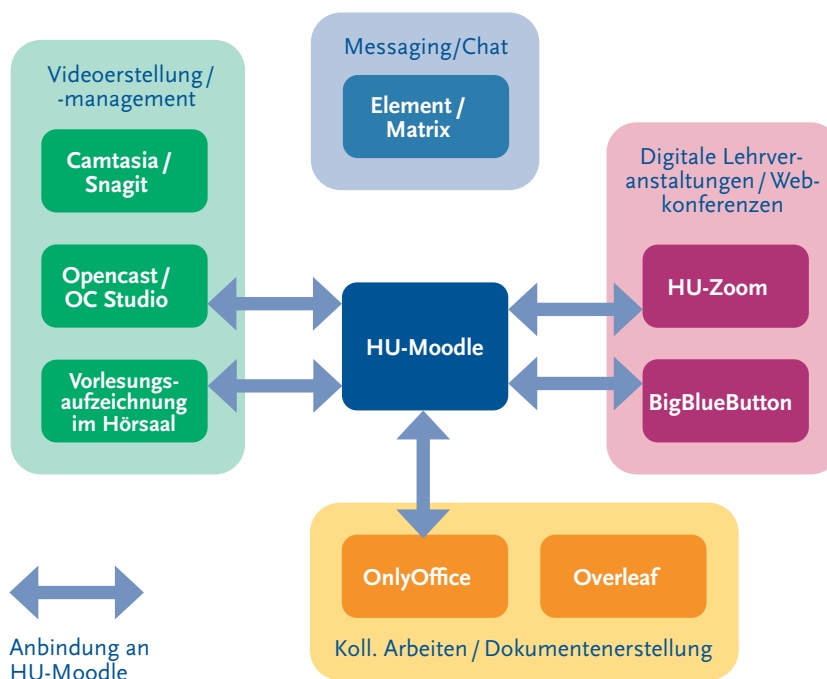 Videoerstellung /
-management
Camtasia /
Snagit
Opencast /
OC Studio
Vorlesungs-
aufzeichnung
im Hörsaal
Messaging/Chat
Element /
Matrix
HU-Moodle
Digitale Lehrver-
anstaltungen / Web-
konferenzen
HU-Zoom
BigBlueButton
OnlyOffice
Overleaf
Koll. Arbeiten / Dokumentenerstellung
Anbindung an
HU-Moodle